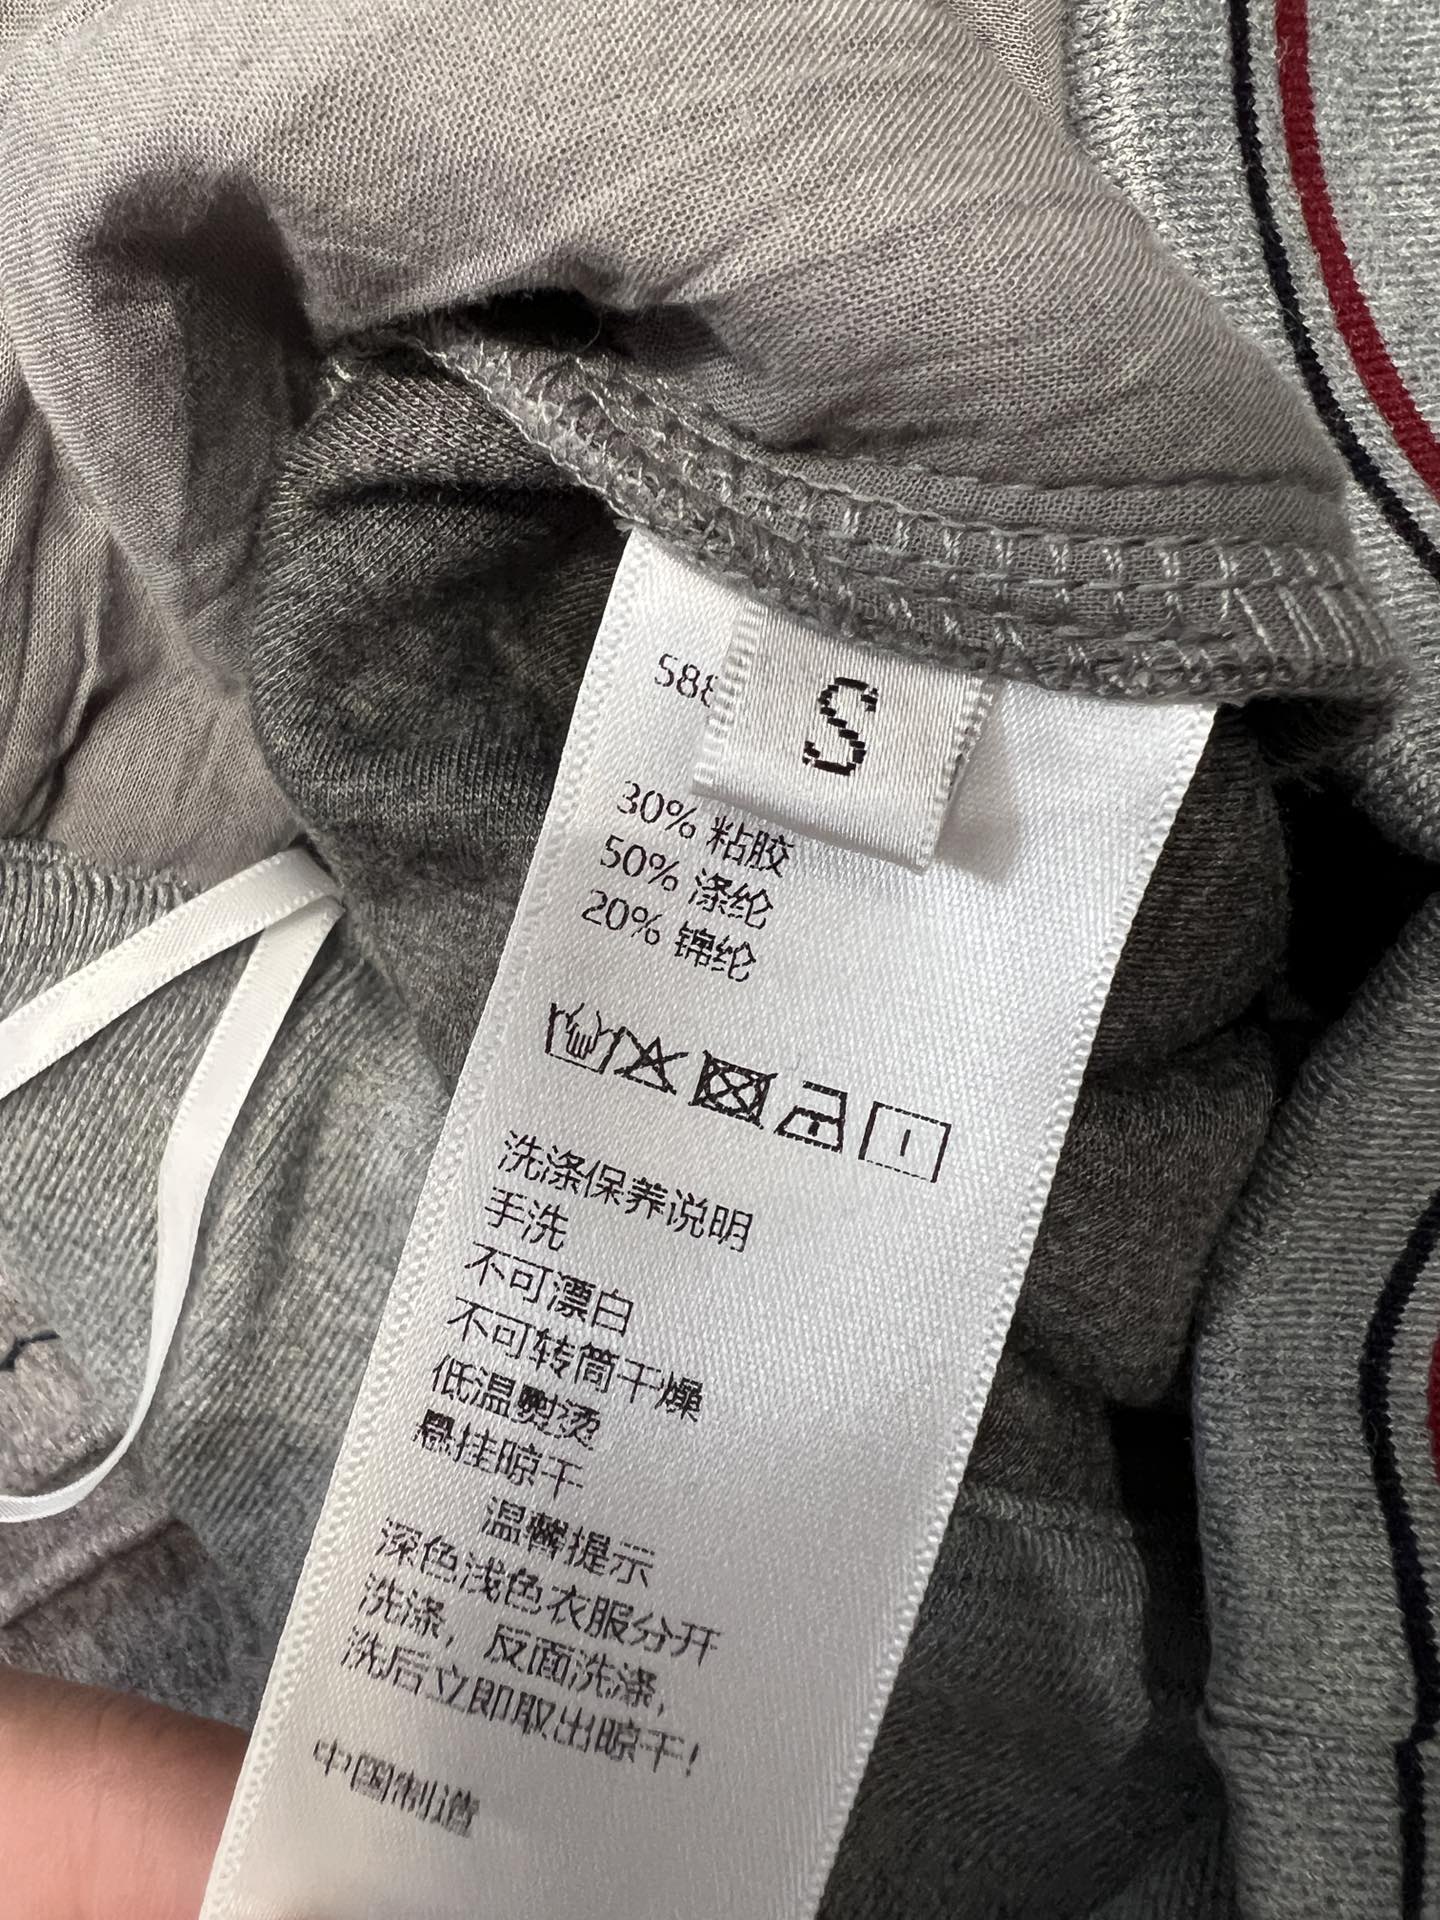 S
30% 粘胶
50% 涤纶
20% 锦纶
洗涤保养说明
手洗
不可漂白
不可转筒干燥
低温熨烫
悬挂晾干
温馨提示
深色浅色衣服分开
洗涤，反面洗涤，
洗后立即取出晾干！
中国制造